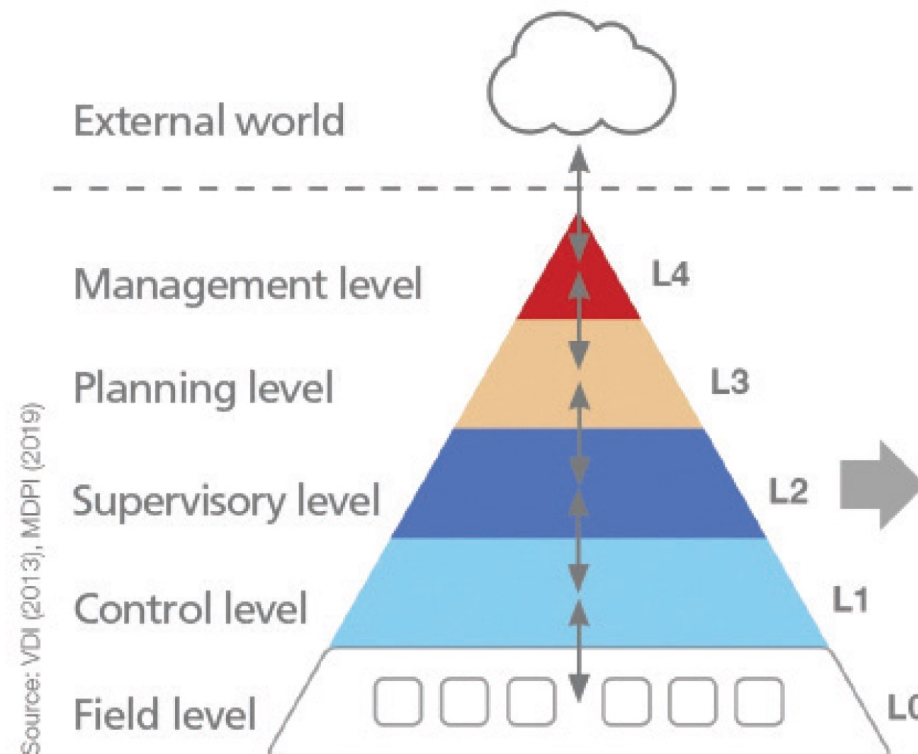 External world
Management level
L4
Planning level
L3
Supervisory level
L2
Control level
L1
Field level
L0
Source: VDI (2013), MDPI (2019)